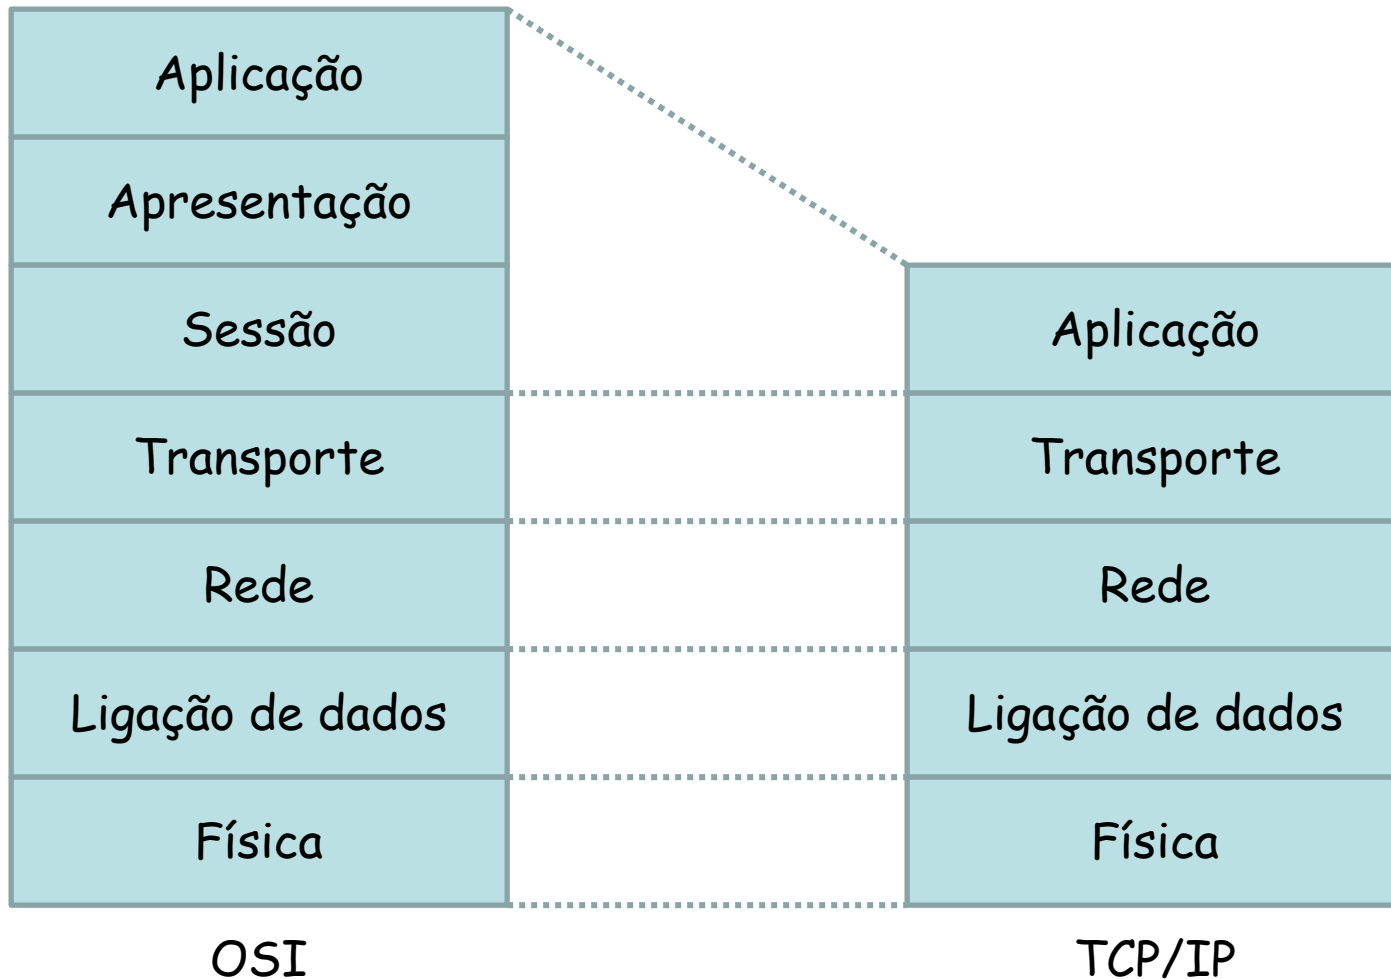 Aplicação
Apresentação
Sessão
Transporte
Rede
Ligação de dados
Física
OSI
Aplicação
Transporte
Rede
Ligação de dados
Física
TCP/IP